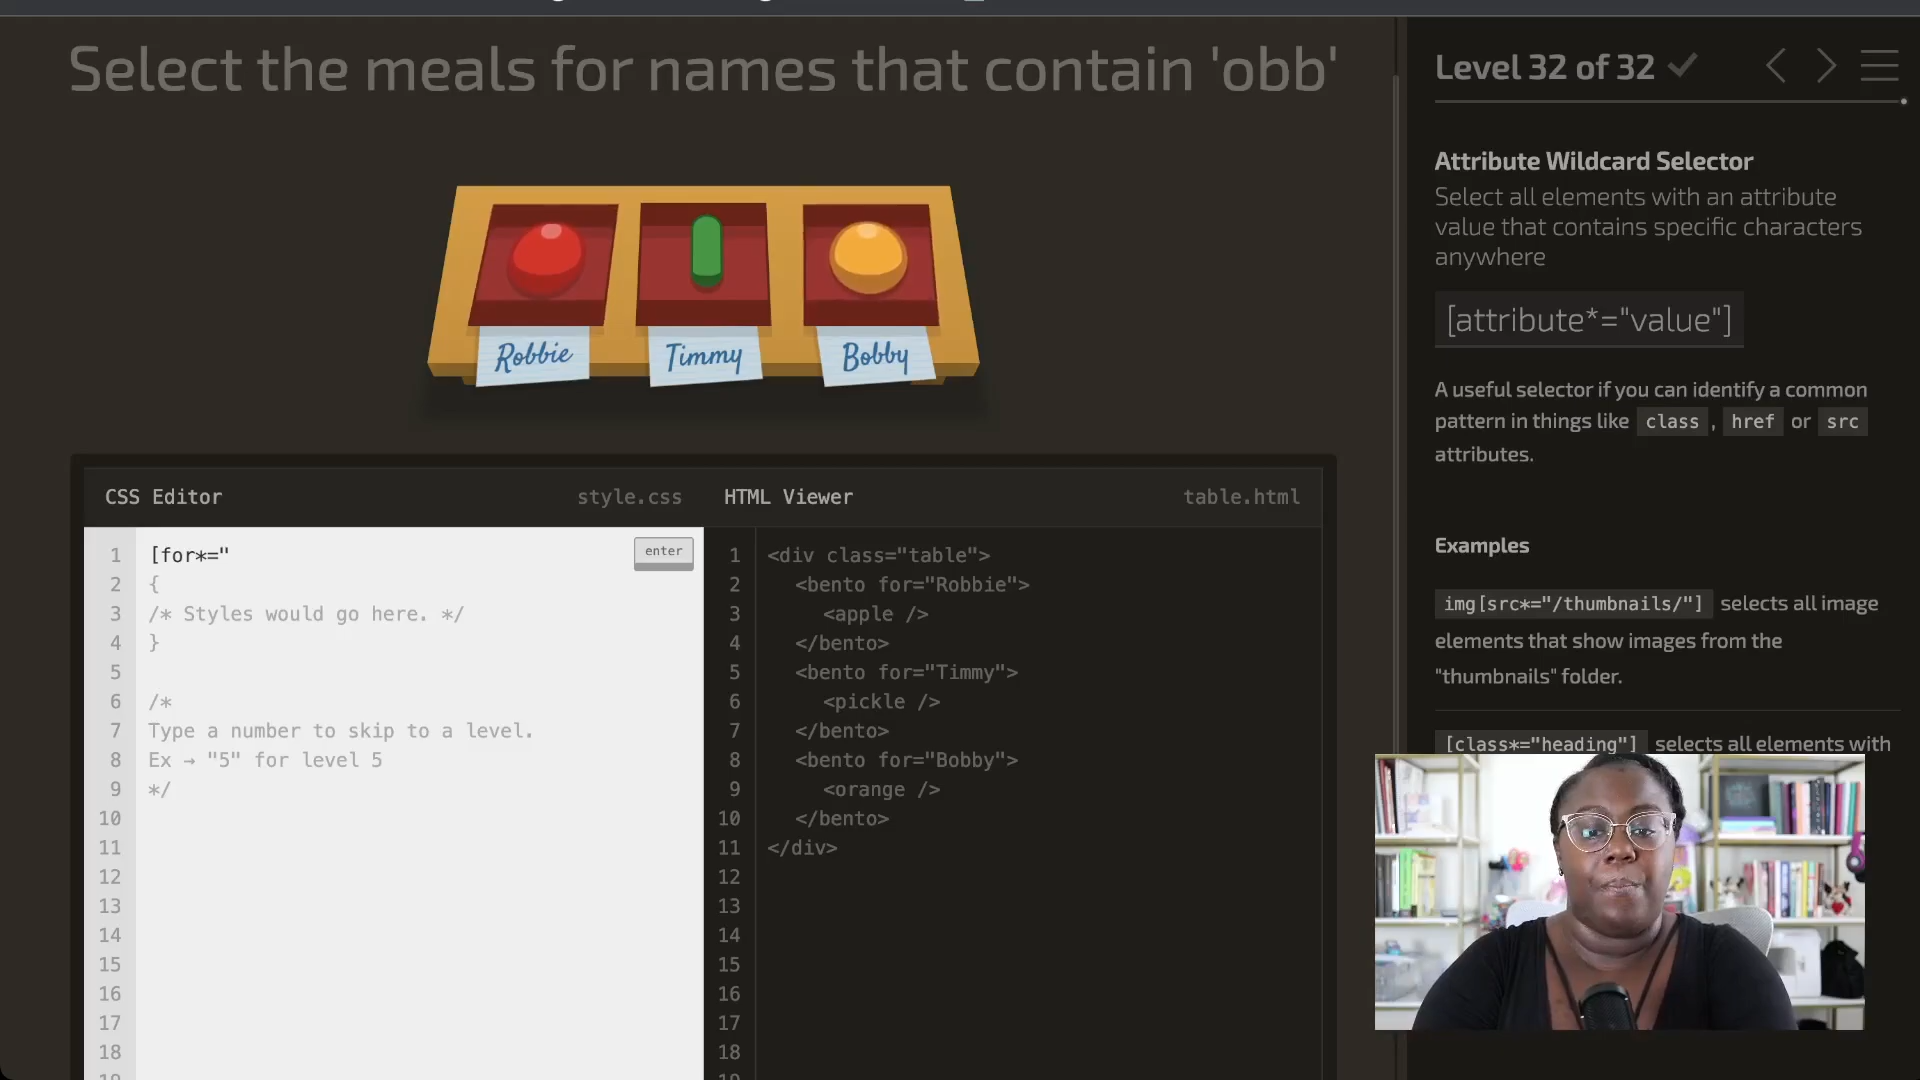 Select the meals for names that contain 'obb'
Robbie
Timmy
Bobby
CSS Editor
style.css
1 [for*="
enter
2 {
3 /* Styles would go here. */
4 }
5
6 /*
7 Type a number to skip to a level.
8 Ex → "5" for level 5
9 */
10
11
12
13
14
15
16
17
18
HTML Viewer
table.html
1 <div class="table">
2 <bento for="Robbie">
3 <apple />
4 </bento>
5 <bento for="Timmy">
6 <pickle />
7 </bento>
8 <bento for="Bobby">
9 <orange />
10 </bento>
11 </div>
12
13
14
15
16
17
18
Level 32 of 32
Attribute Wildcard Selector
Select all elements with an attribute
value that contains specific characters
anywhere
[attribute*="value"]
A useful selector if you can identify a common
pattern in things like class , href or src
attributes.
Examples
img[src*="/thumbnails/"] selects all image
elements that show images from the
"thumbnails" folder.
[class*="heading"] selects all elements with